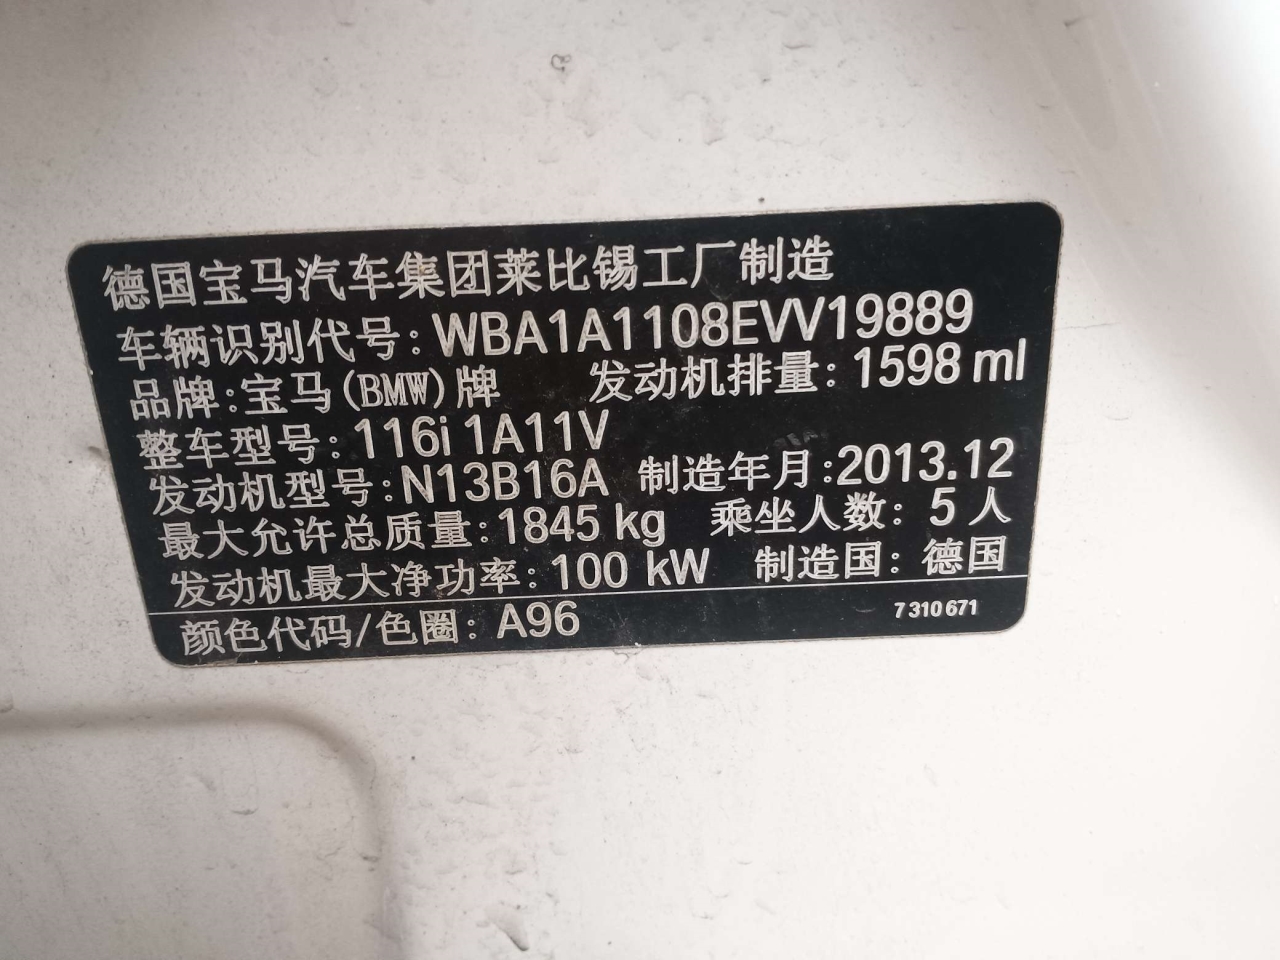 德国宝马汽车集团莱比锡工厂制造
车辆识别代号: WBA1A1108EVV19889
品牌:宝马(BMW)牌 发动机排量: 1598 ml
整车型号: 116i 1A11V
发动机型号: N13B16A 制造年月:2013.12
最大允许总质量: 1845 kg 乘坐人数: 5 人
发动机最大净功率: 100 kW 制造国: 德国
颜色代码/色圈: A96 7 310 671